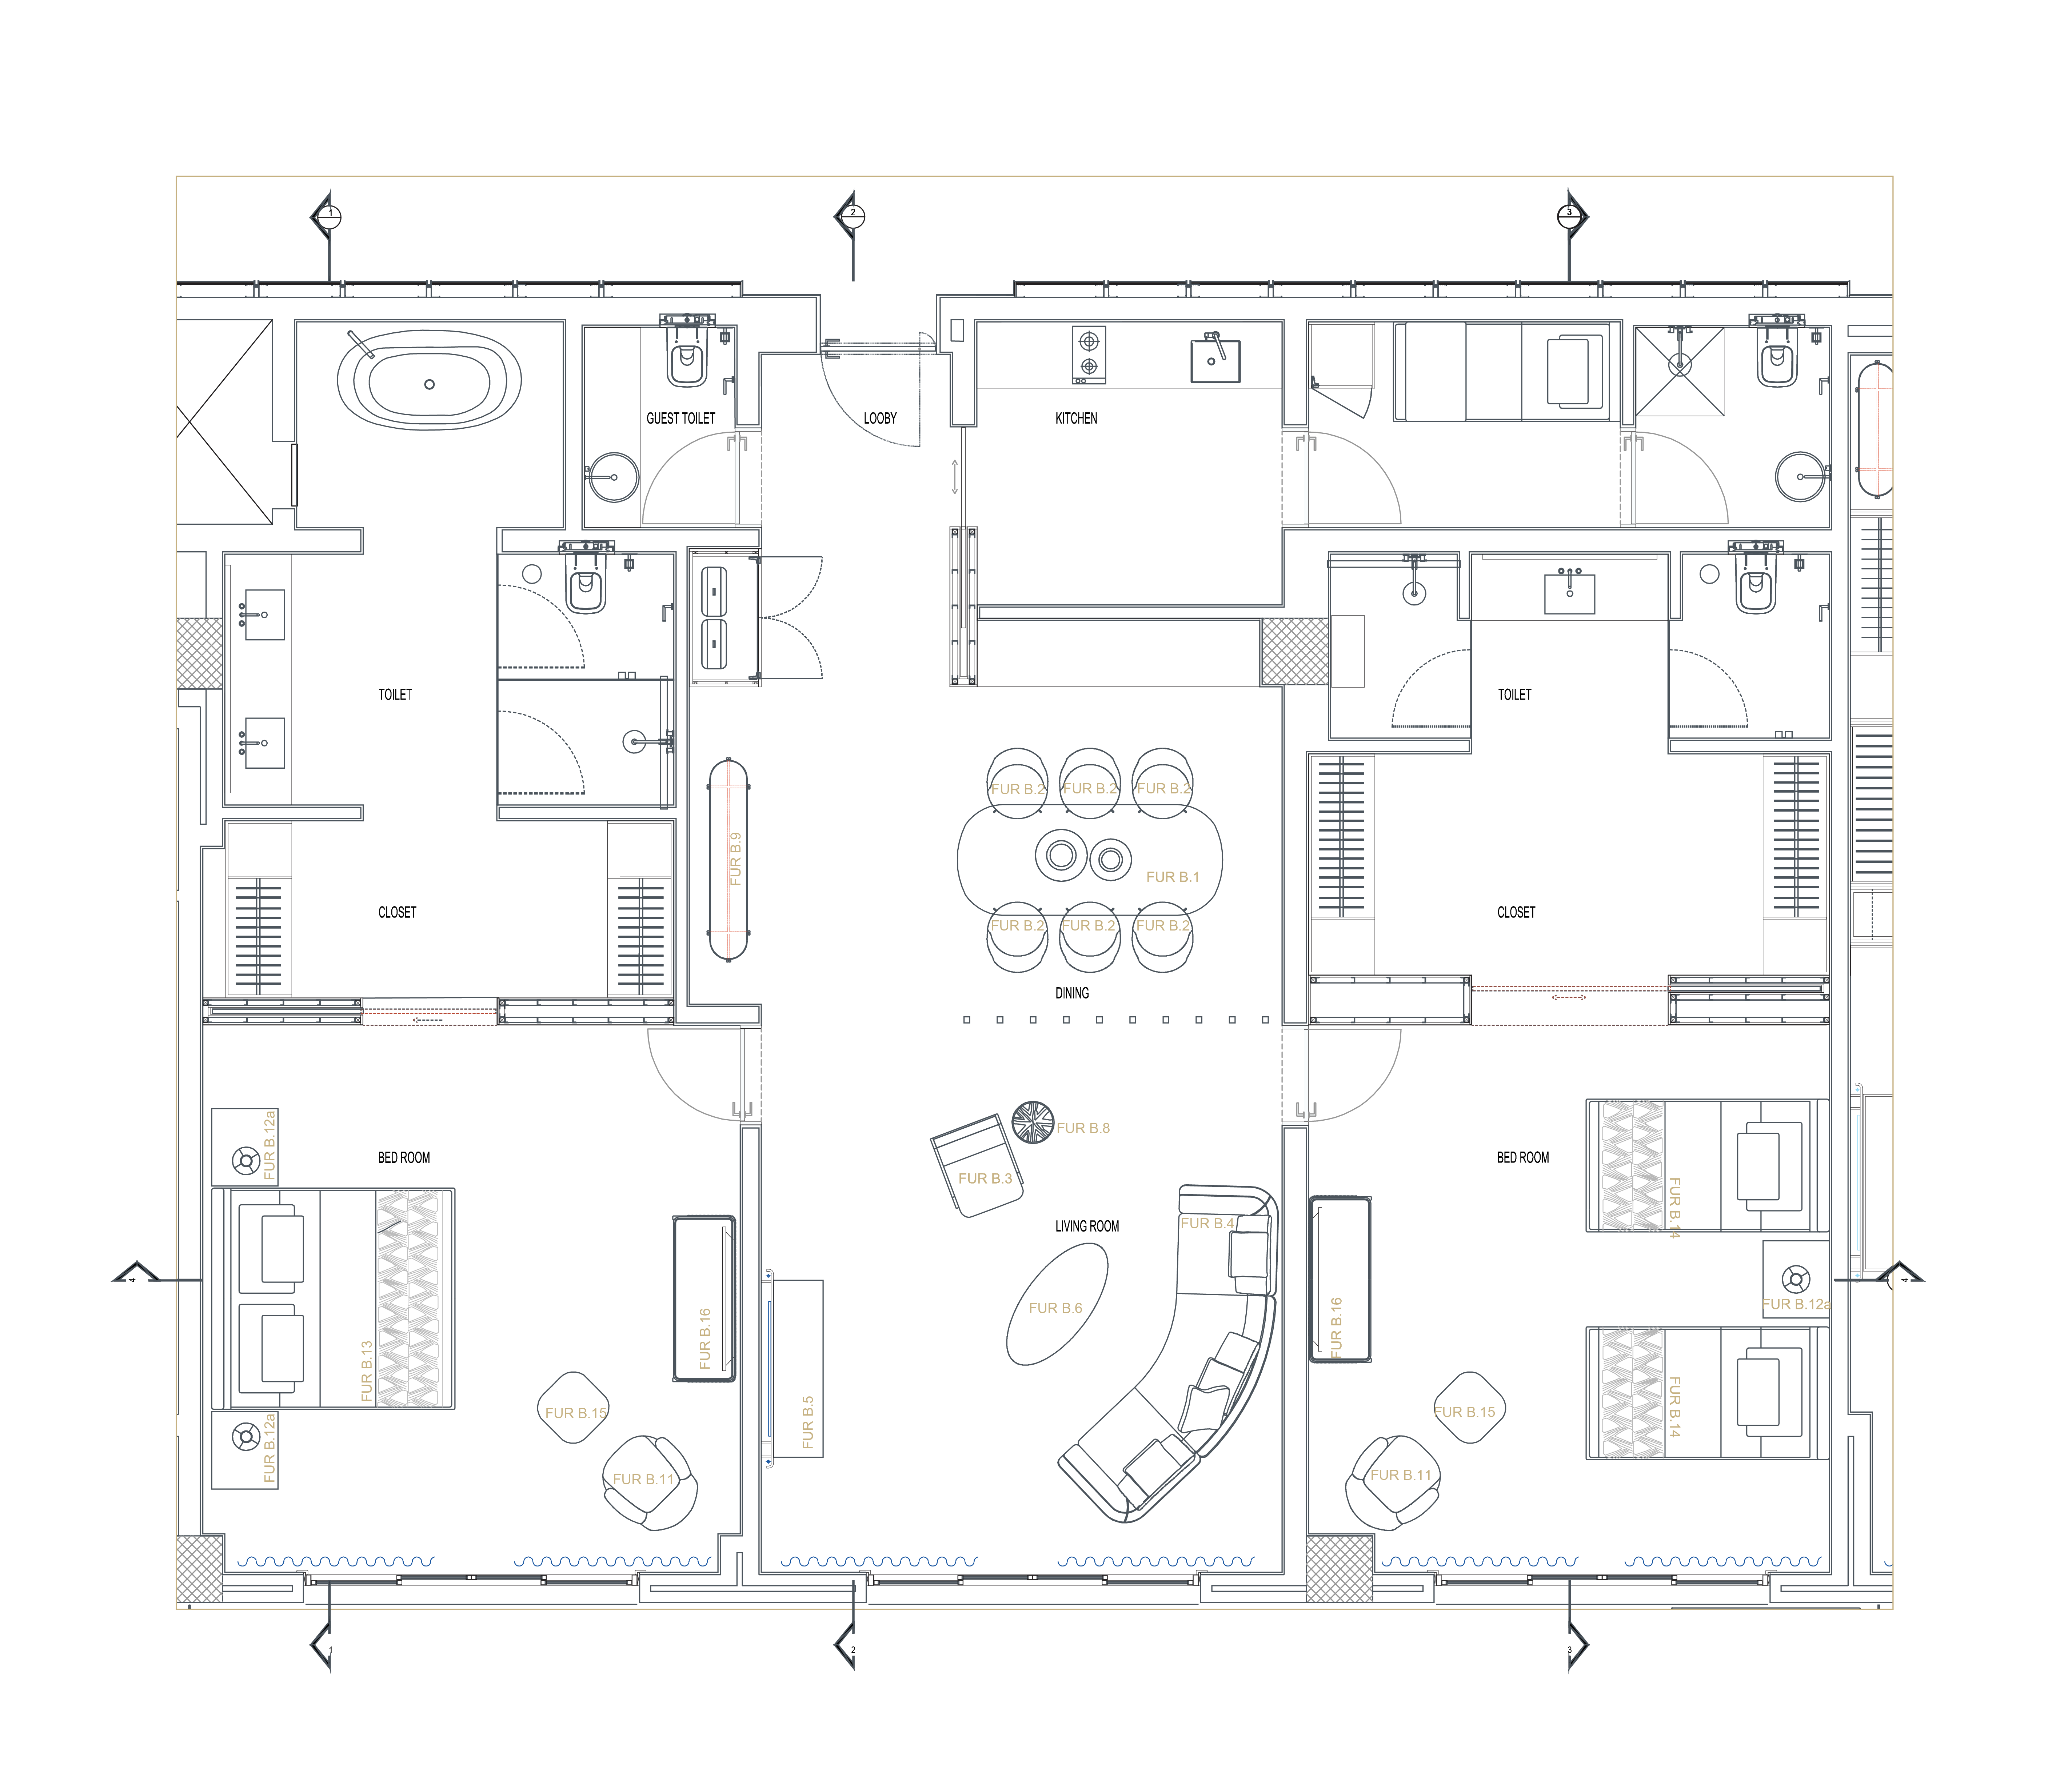 1
2
3
GUEST TOILET
LOOBY
KITCHEN
TOILET
TOILET
FUR B.2
FUR B.2
FUR B.2
FUR B.9
FUR B.1
CLOSET
CLOSET
FUR B.2
FUR B.2
FUR B.2
DINING
FUR B.12a
FUR B.8
BED ROOM
BED ROOM
FUR B.3
FUR B.14
FUR B.4
LIVING ROOM
4
4
FUR B.16
FUR B.6
FUR B.16
FUR B.12a
FUR B.13
FUR B.15
FUR B.5
FUR B.15
FUR B.14
FUR B.12a
FUR B.11
FUR B.11
1
2
3